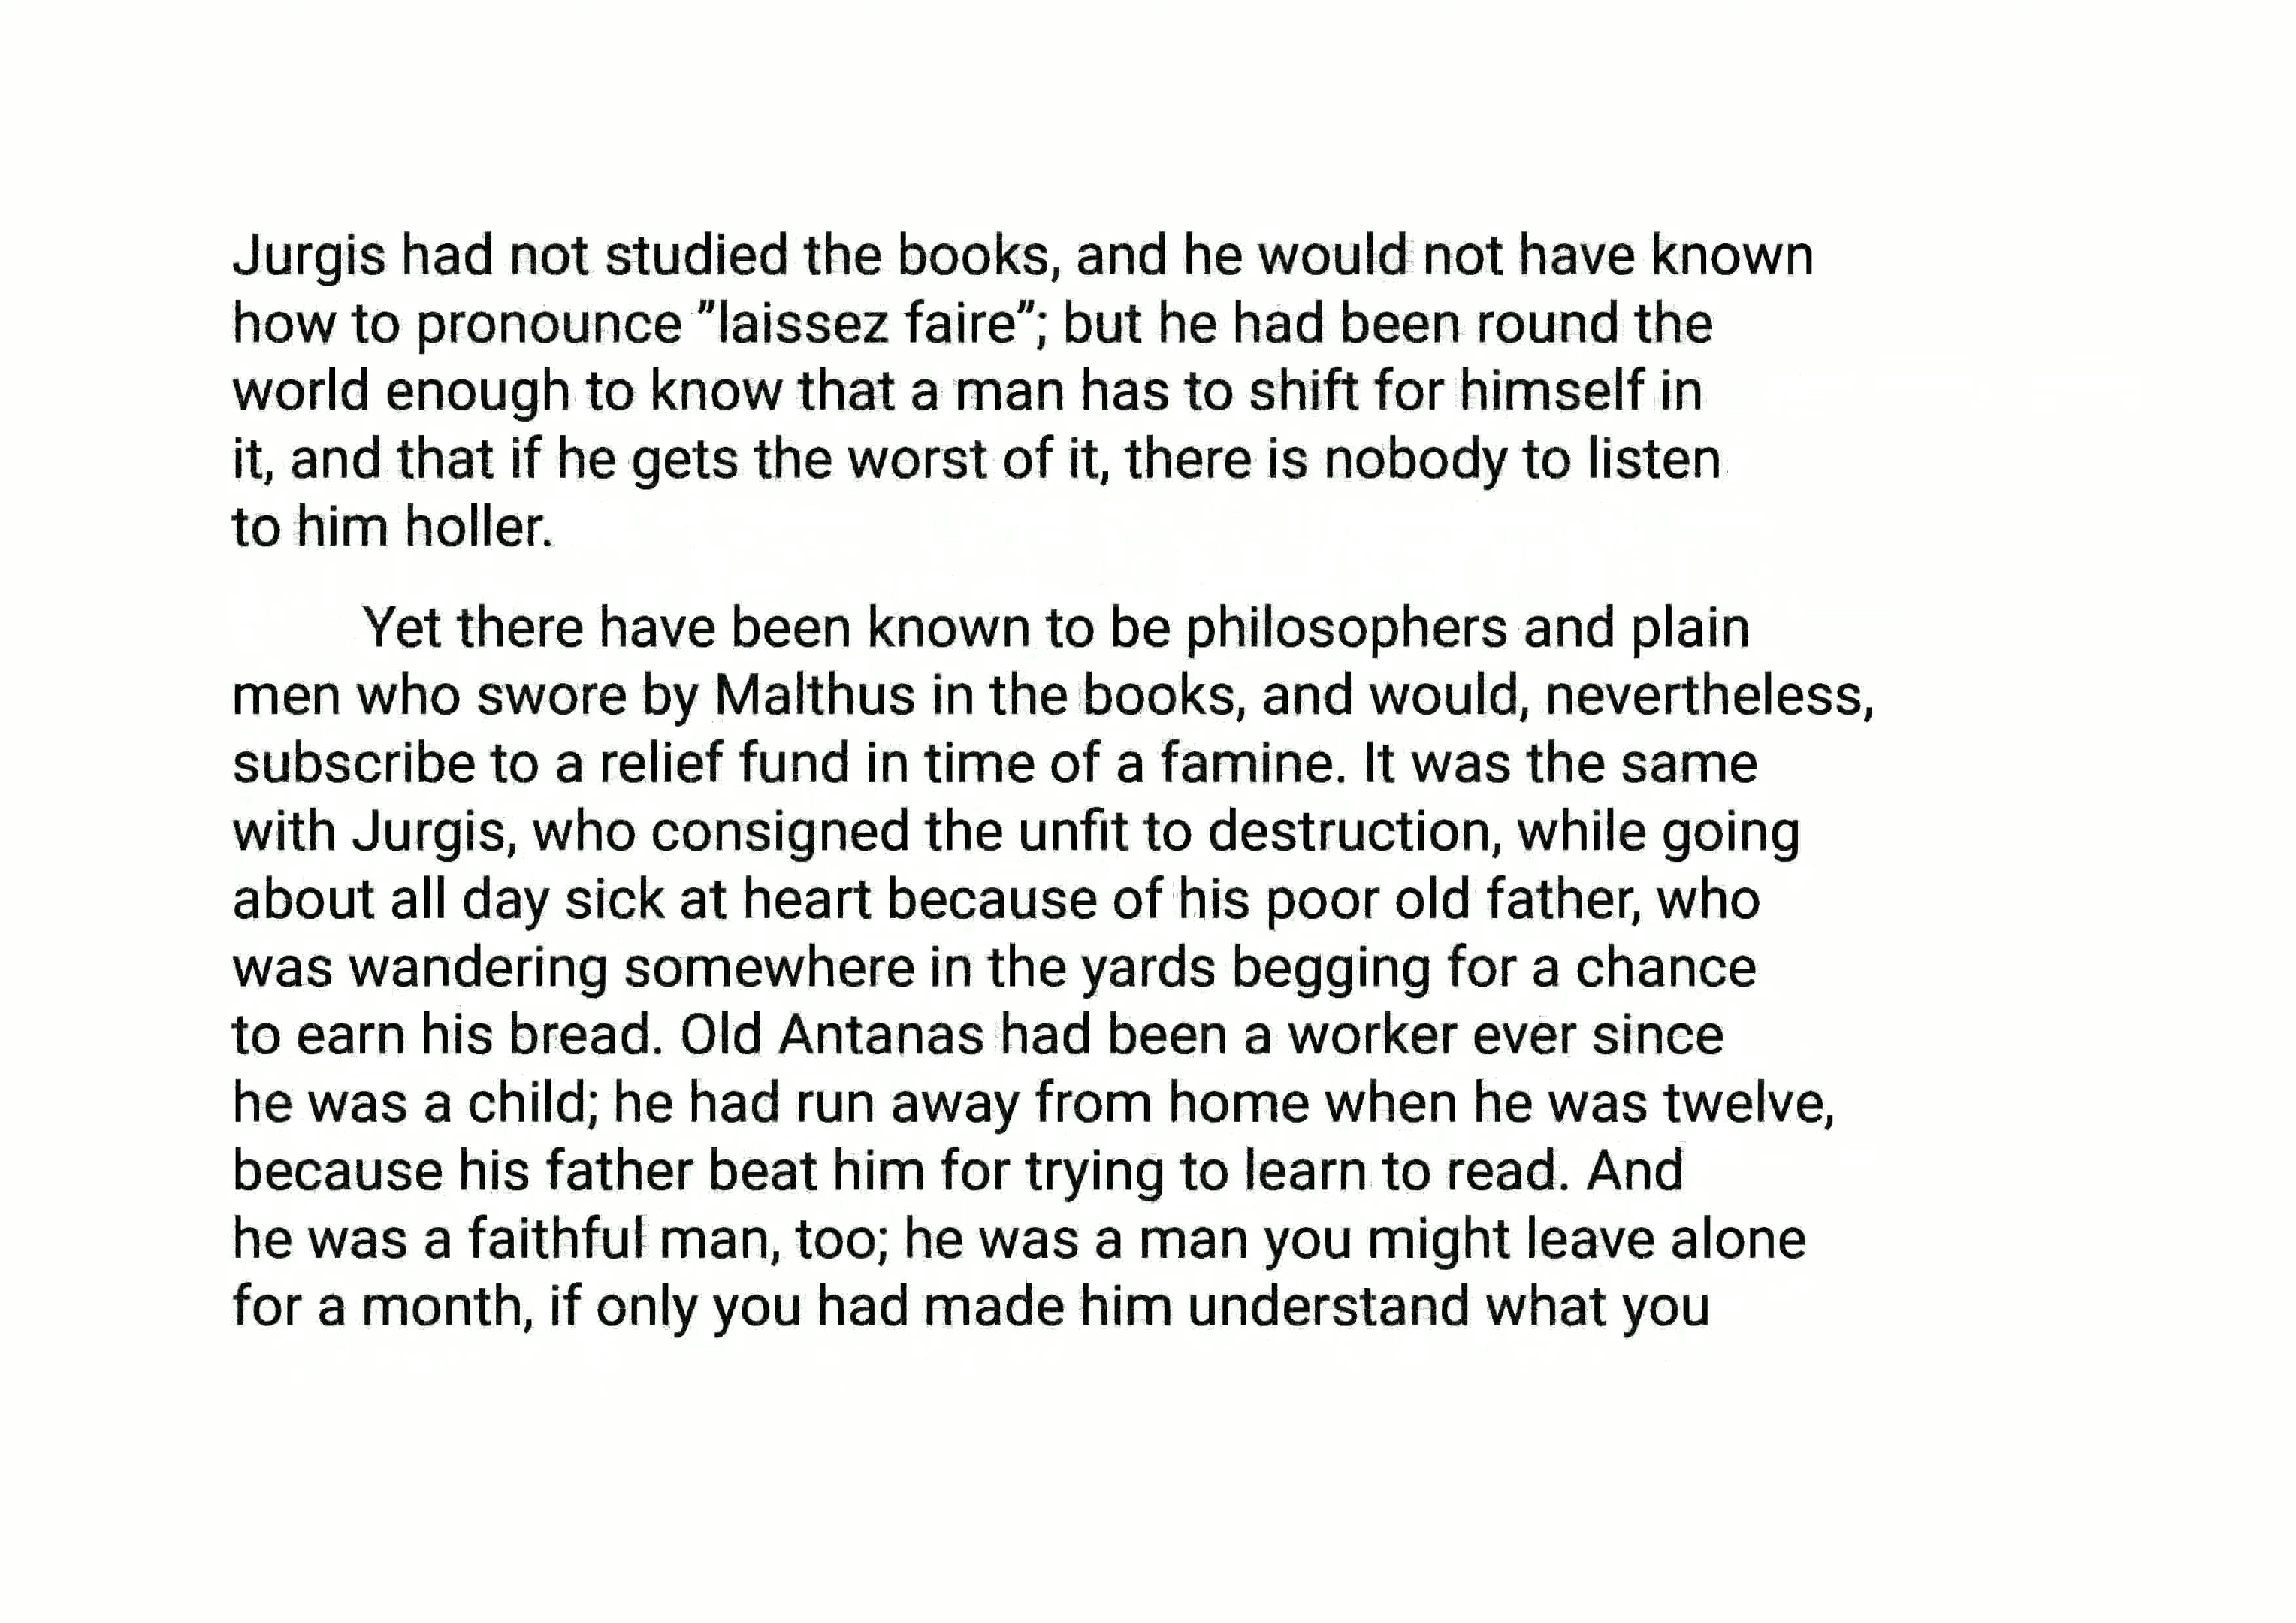 Jurgis had not studied the books, and he would not have known
how to pronounce "laissez faire"; but he had been round the
world enough to know that a man has to shift for himself in
it, and that if he gets the worst of it, there is nobody to listen
to him holler.
Yet there have been known to be philosophers and plain
men who swore by Malthus in the books, and would, nevertheless,
subscribe to a relief fund in time of a famine. It was the same
with Jurgis, who consigned the unfit to destruction, while going
about all day sick at heart because of his poor old father, who
was wandering somewhere in the yards begging for a chance
to earn his bread. Old Antanas had been a worker ever since
he was a child; he had run away from home when he was twelve,
because his father beat him for trying to learn to read. And
he was a faithful man, too; he was a man you might leave alone
for a month, if only you had made him understand what you